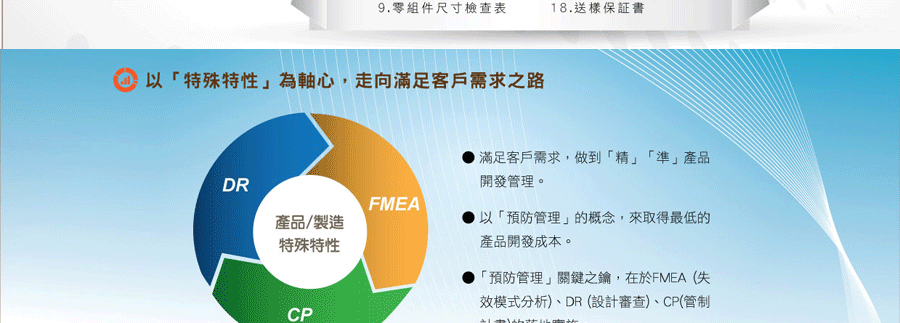 9.零組件尺寸檢查表
18.送樣保証書
以「特殊特性」為軸心，走向滿足客戶需求之路
DR
FMEA
產品/製造
特殊特性
CP
● 滿足客戶需求，做到「精」「準」產品
開發管理。
● 以「預防管理」的概念，來取得最低的
產品開發成本。
●「預防管理」關鍵之鑰，在於FMEA (失
效模式分析)、DR (設計審查)、CP(管制